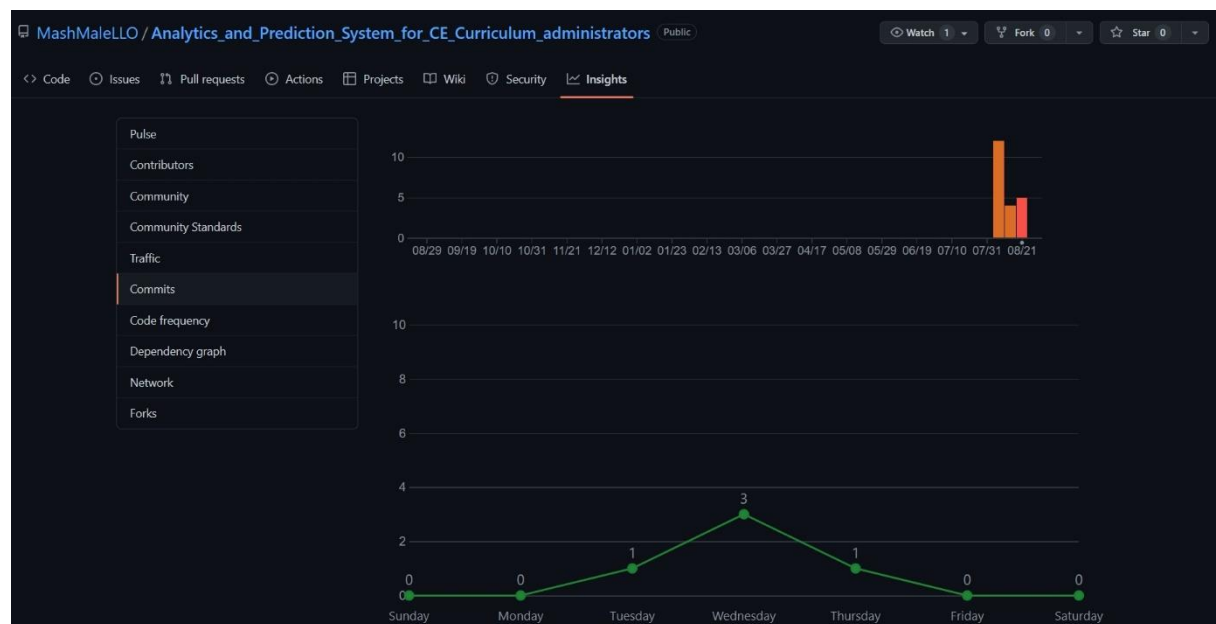 MashMaleLLO / Analytics_and_Prediction_System_for_CE_Curriculum_administrators Public
Watch 1 Fork 0 Star 0
<> Code Issues Pull requests Actions Projects Wiki Security Insights
Pulse
Contributors
Community
Community Standards
Traffic
Commits
Code frequency
Dependency graph
Network
Forks
10
5
0
08/29 09/19 10/10 10/31 11/21 12/12 01/02 01/23 02/13 03/06 03/27 04/17 05/08 05/29 06/19 07/10 07/31 08/21
10
8
6
4
3
2
1 1
0 0 0 0
0
Sunday Monday Tuesday Wednesday Thursday Friday Saturday